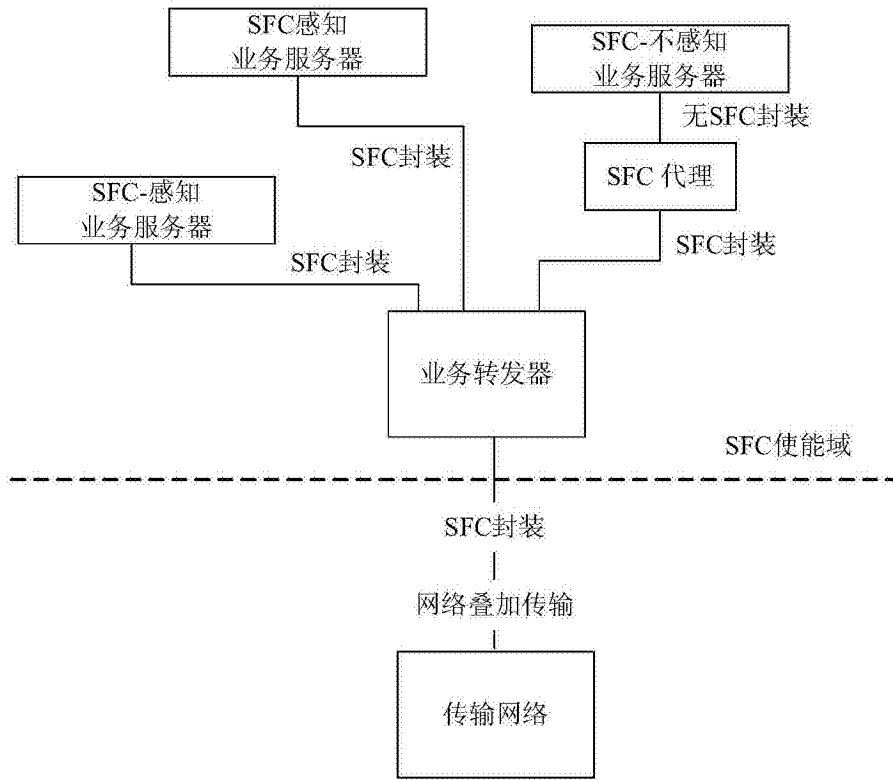 SFC感知
业务服务器
SFC-不感知
业务服务器
无SFC封装
SFC封装
SFC 代理
SFC-感知
业务服务器
SFC封装
SFC封装
业务转发器
SFC使能域
SFC封装
网络叠加传输
传输网络